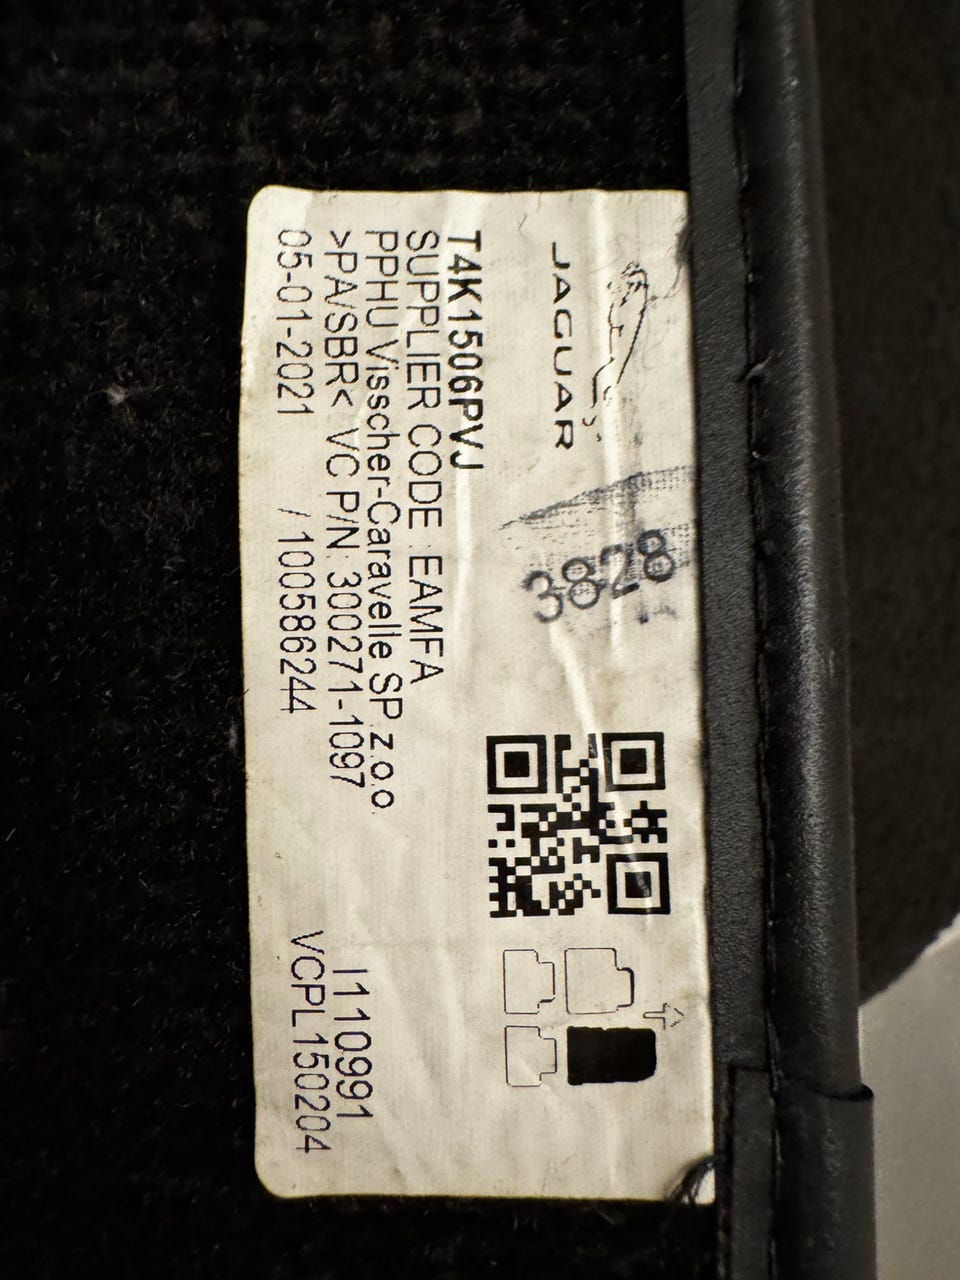 JAGUAR
3828
T4K1506PVJ
SUPPLIER CODE: EAMFA
PPHU Visscher-Caravelle SP.z.o.o.
>PA/SBR< VC P/N: 300271-1097
I110991
05-01-2021 / 100586244
VCPL150204